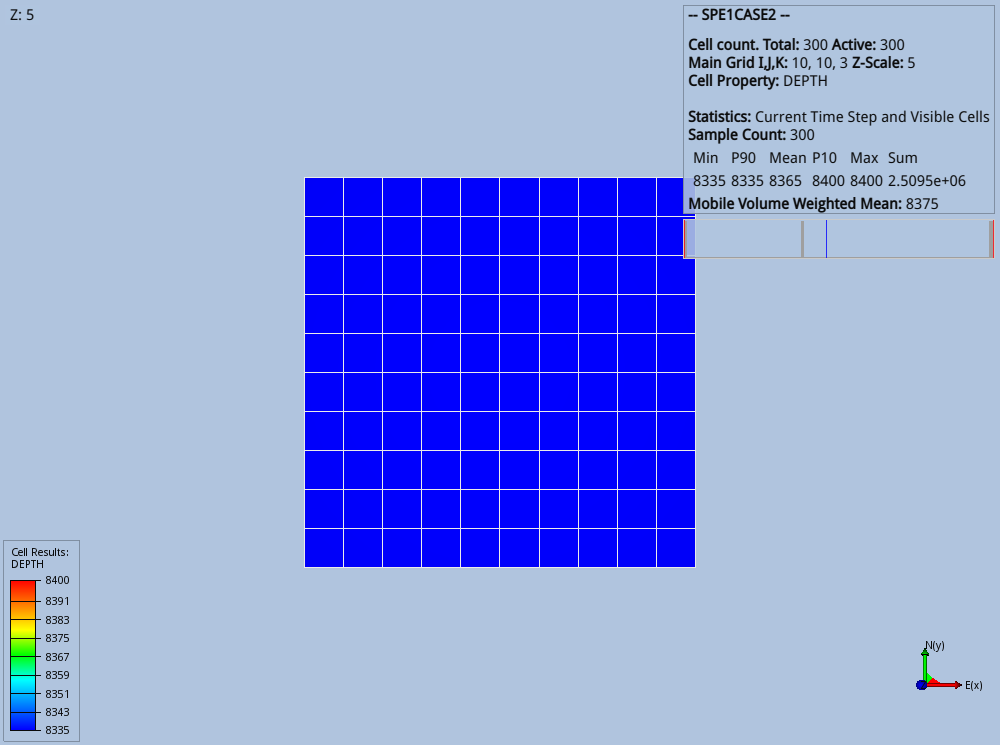 Z: 5
-- SPE1CASE2 --
Cell count. Total: 300 Active: 300
Main Grid I,J,K: 10, 10, 3 Z-Scale: 5
Cell Property: DEPTH
Statistics: Current Time Step and Visible Cells
Sample Count: 300
Min P90 Mean P10 Max Sum
8335 8335 8365 8400 8400 2.5095e+06
Mobile Volume Weighted Mean: 8375
Cell Results:
DEPTH
8400
8391
8383
8375
8367
8359
8351
8343
8335
N(y)
E(x)